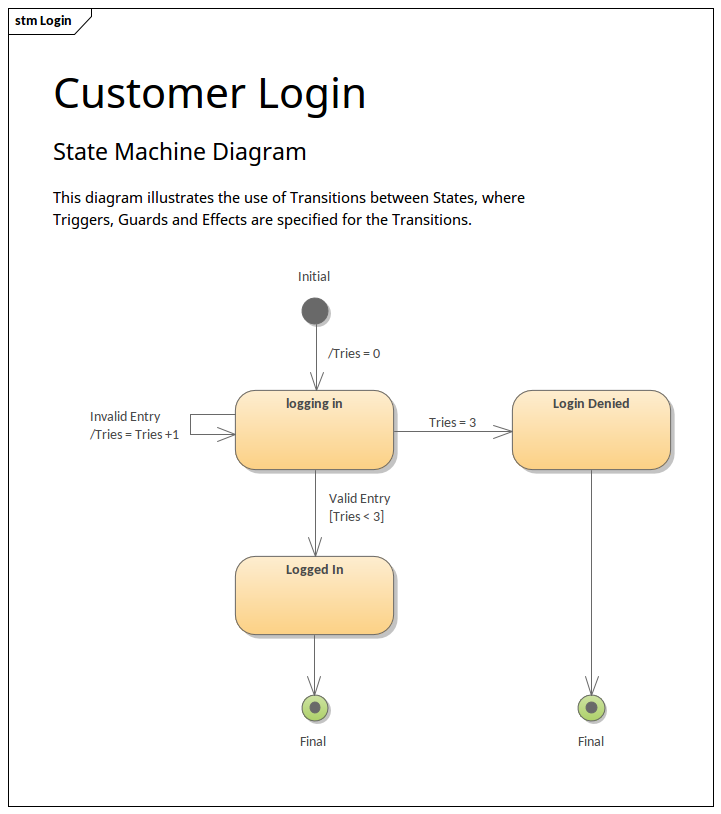 stm Login
Customer Login
State Machine Diagram
This diagram illustrates the use of Transitions between States, where
Triggers, Guards and Effects are specified for the Transitions.
Initial
/Tries = 0
logging in
Login Denied
Invalid Entry
/Tries = Tries +1
Tries = 3
Valid Entry
[Tries < 3]
Logged In
Final
Final